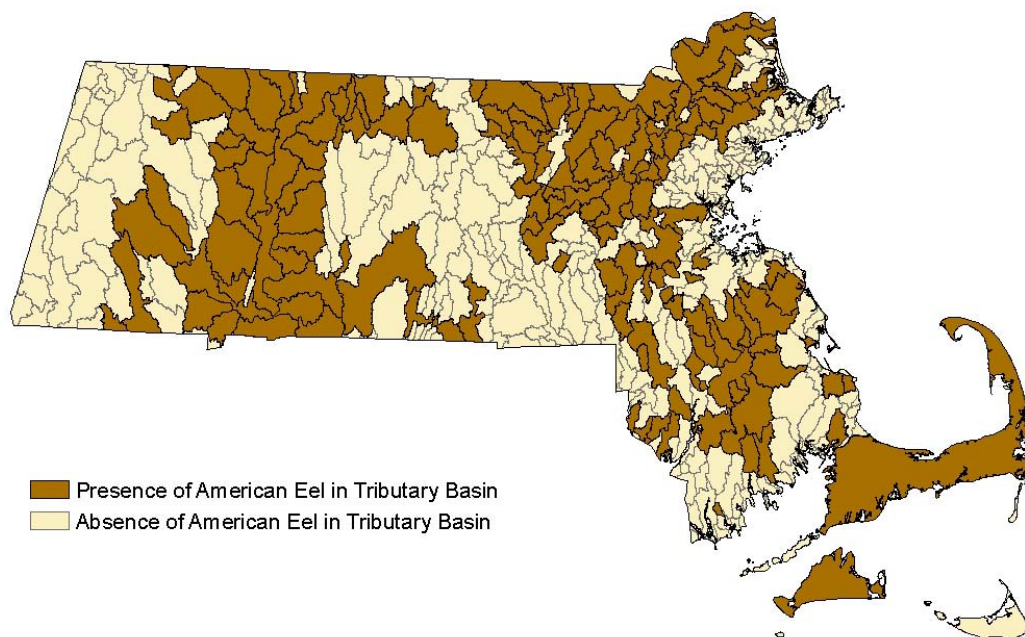 Presence of American Eel in Tributary Basin
Absence of American Eel in Tributary Basin